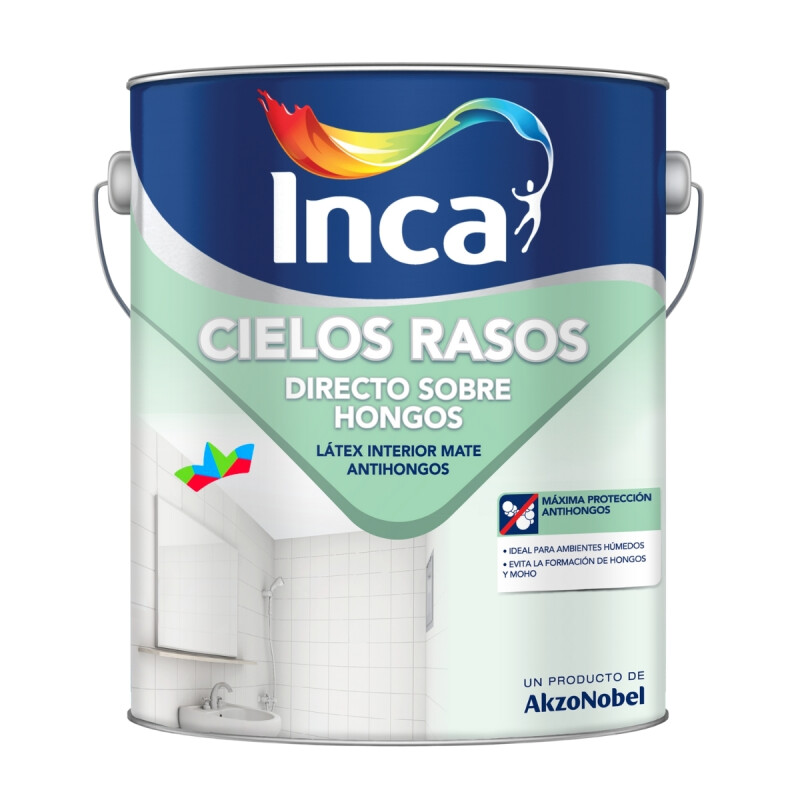 Inca
CIELOS RASOS
DIRECTO SOBRE
HONGOS
LÁTEX INTERIOR MATE
ANTIHONGOS
MÁXIMA PROTECCIÓN
ANTIHONGOS
• IDEAL PARA AMBIENTES HÚMEDOS
• EVITA LA FORMACIÓN DE HONGOS
Y MOHO
UN PRODUCTO DE
AkzoNobel